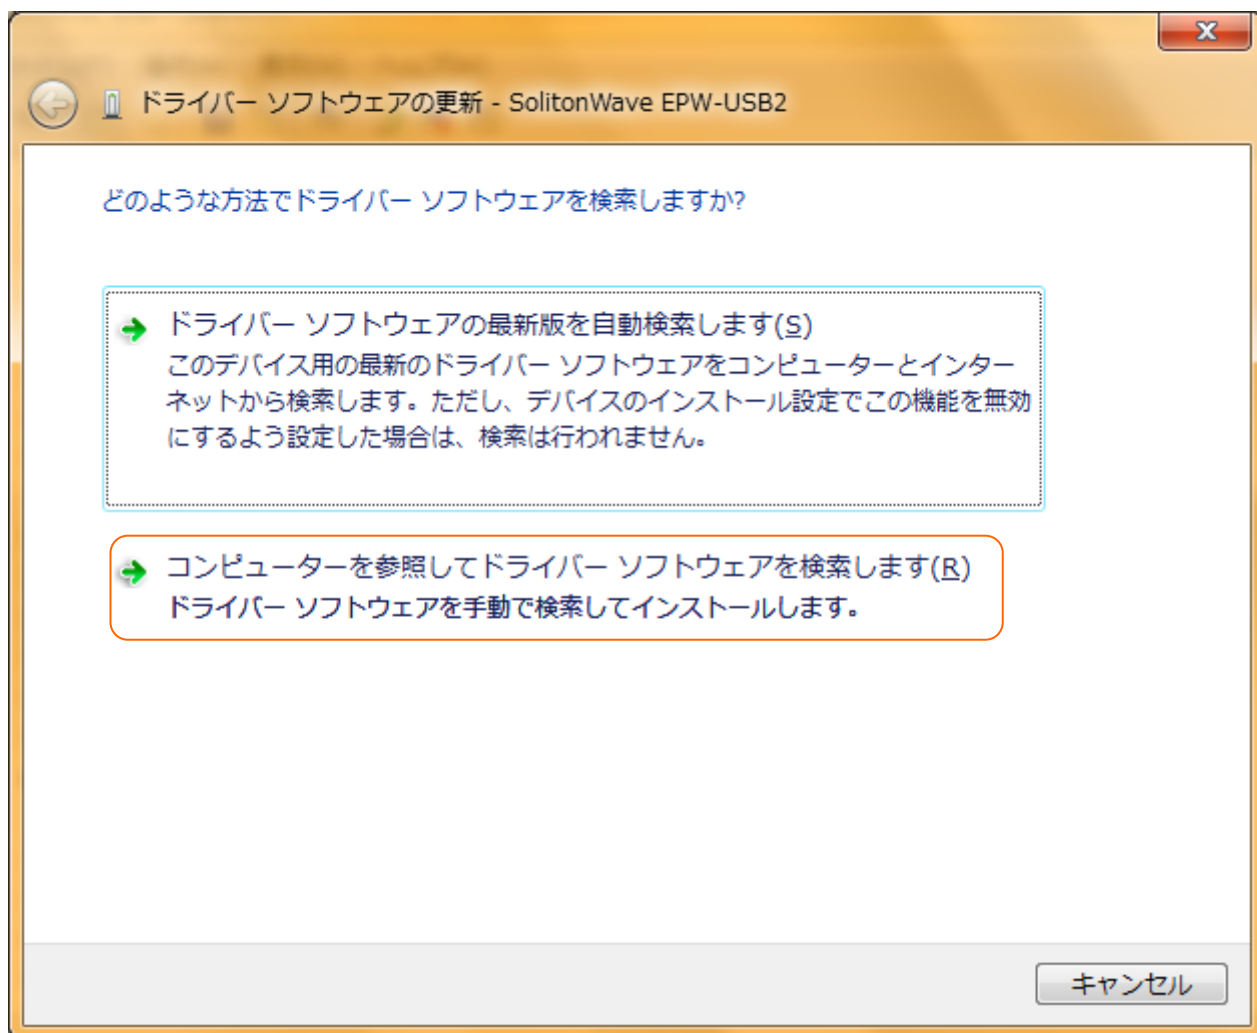 ドライバー ソフトウェアの更新 - SolitonWave EPW-USB2
どのような方法でドライバー ソフトウェアを検索しますか?
ドライバー ソフトウェアの最新版を自動検索します(S)
このデバイス用の最新のドライバー ソフトウェアをコンピューターとインター
ネットから検索します。ただし、デバイスのインストール設定でこの機能を無効
にするよう設定した場合は、検索は行われません。
コンピューターを参照してドライバー ソフトウェアを検索します(R)
ドライバー ソフトウェアを手動で検索してインストールします。
キャンセル